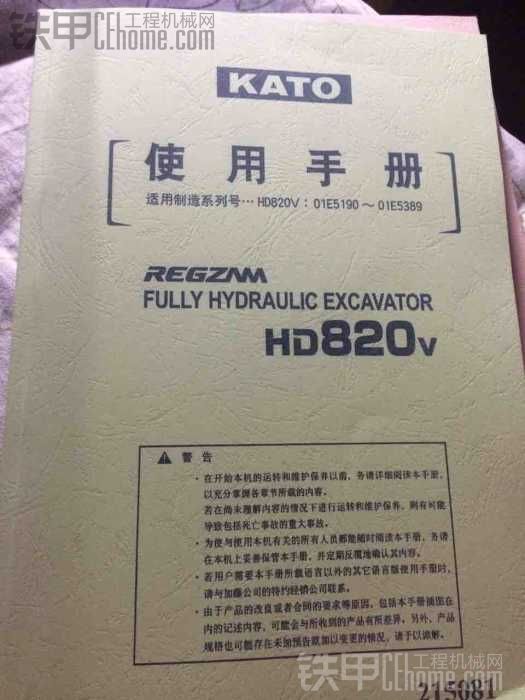 铁甲工程机械网
Cehome.com
KATO
使用手册
适用制造系列号…HD820V：01E5190～01E5389
REGZAM
FULLY HYDRAULIC EXCAVATOR
HD820V
⚠ 警告
・在开始本机的运转和维护保养以前，务请详细阅读本手册，
以充分掌握各章节所载的内容。
若在尚未理解内容的情况下进行运转和维护保养，则有可能
导致包括死亡事故的重大事故。
・为使与使用本机有关的所有人员都能随时阅读本手册，务请
在本机上妥善保管本手册，并定期反覆地确认其内容。
・若用户需要本手册所载语言以外的其它语言版使用手册时，
请与加藤公司的特约经销公司联系。
・由于产品的改良或者合同的要求等原因，包括本手册插图在
内的记述内容，可能会与所收到的产品有所差异。另外，产品
规格也可能存在未加预告就加以变更的情况，请予以谅解。
铁甲工程机械网
Cehome.com